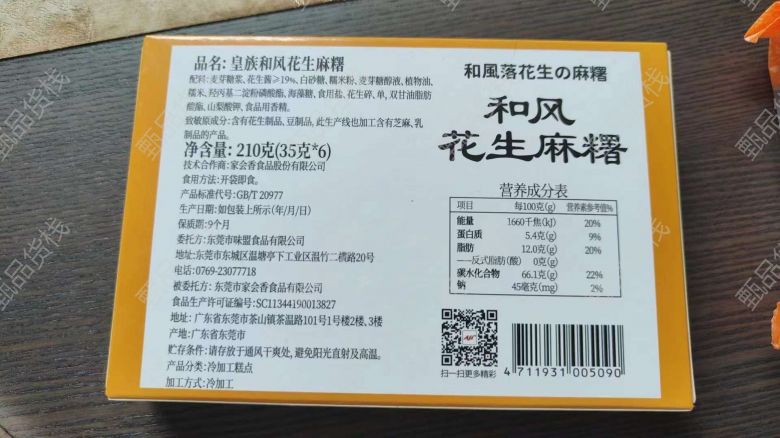 品名：皇族和风花生麻糬
配料：麦芽糖浆、花生酱≥19%、白砂糖、糯米粉、麦芽糖醇液、植物油、
糯米、羟丙基二淀粉磷酸酯、海藻糖、食用盐、花生碎、单，双甘油脂肪
酸酯、山梨酸钾、食品用香精。
致敏原成分：含有花生制品、豆制品，此生产线也加工含有芝麻、乳
制品的产品。
净含量：210克(35克*6)
技术合作商：家会香食品股份有限公司
食用方法：开袋即食。
产品标准代号：GB/T 20977
生产日期：如包装上所示(年/月/日)
保质期：9个月
委托方：东莞市味盟食品有限公司
地址：东莞市东城区温塘亭下工业区温竹二横路20号
电话：0769-23077718
被委托方：东莞市家会香食品有限公司
食品生产许可证编号：SC11344190013827
地址：广东省东莞市茶山镇茶温路101号1号楼2楼、3楼
产地：广东省东莞市
贮存条件：请存放于通风干爽处，避免阳光直射及高温。
产品分类：冷加工糕点
加工方式：冷加工
和風落花生の麻糬
和风
花生麻糬
营养成分表
项目 每100克(g) 营养素参考值%
能量 1660千焦(kJ) 20%
蛋白质 5.4克(g) 9%
脂肪 12.0克(g) 20%
——反式脂肪(酸) 0克(g)
碳水化合物 66.1克(g) 22%
钠 45毫克(mg) 2%
扫一扫更多精彩
4 711931 005090
甄品货栈
甄品货栈
甄品货栈
甄品货栈